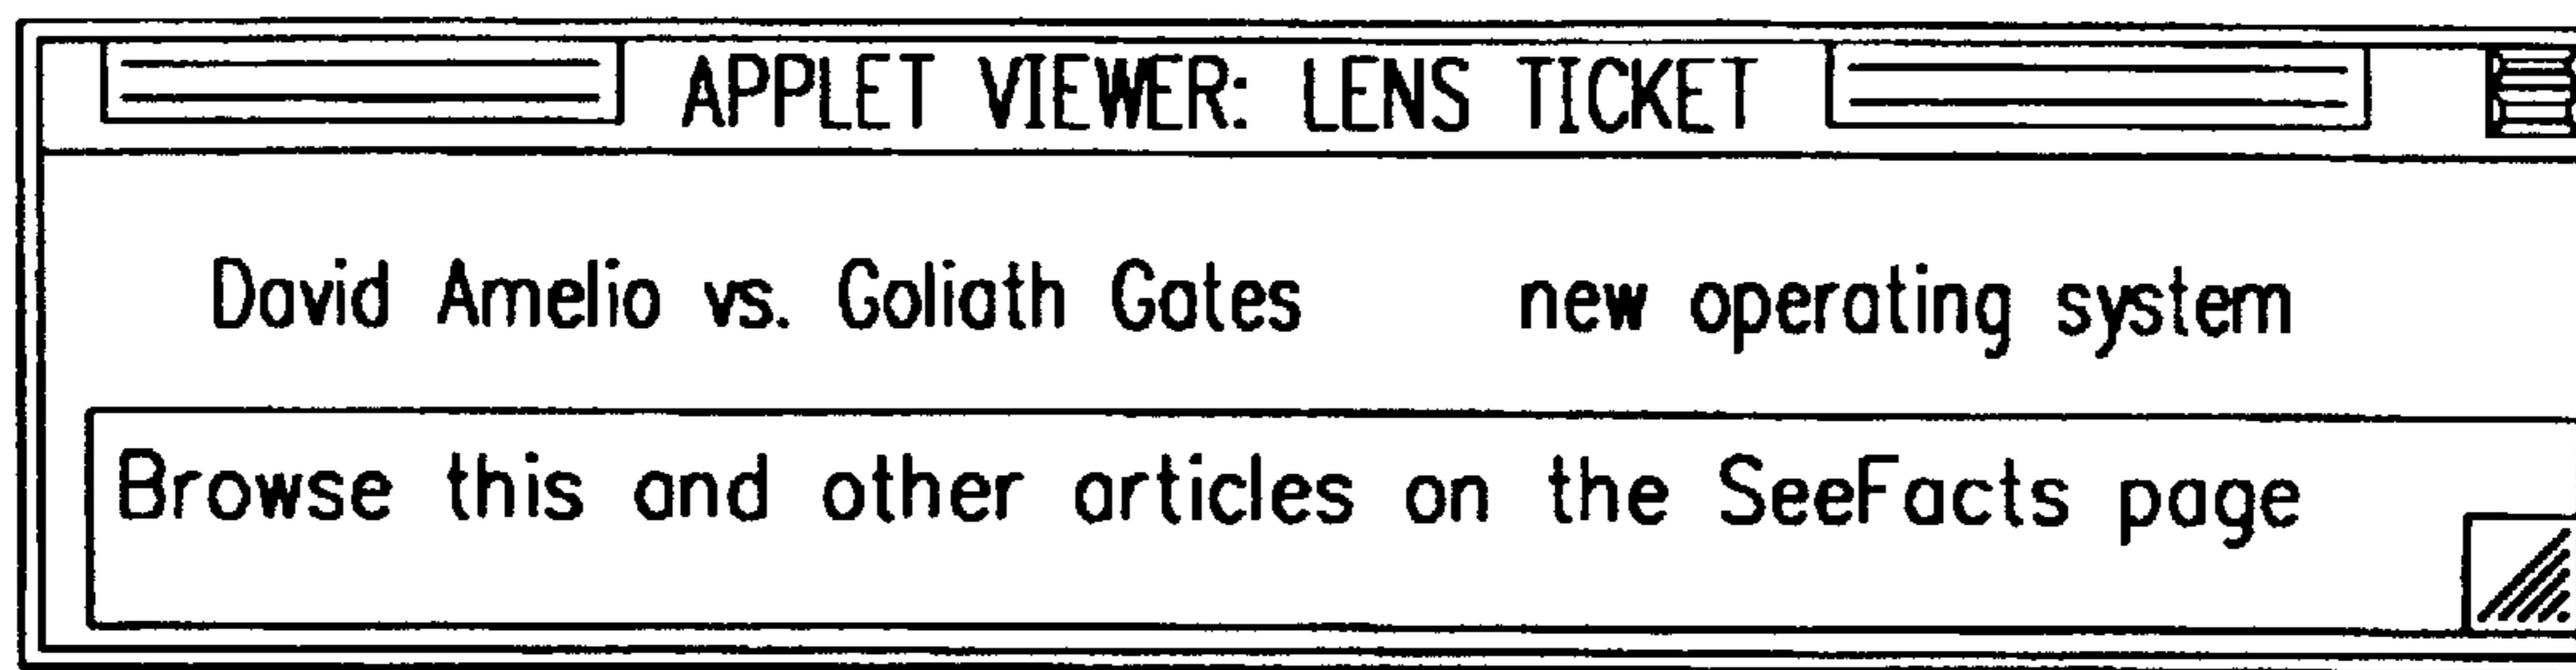 APPLET VIEWER: LENS TICKET
David Amelio vs. Goliath Gates new operating system
Browse this and other articles on the SeeFacts page